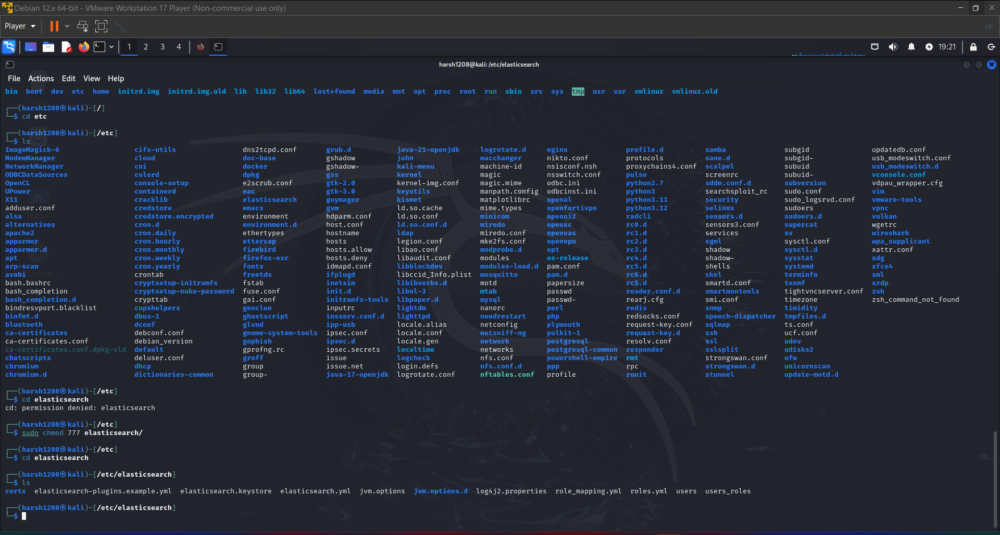 Debian 12.x 64-bit - VMware Workstation 17 Player (Non-commercial use only)
Player
1 2 3 4 19:21
harsh1208@kali: /etc/elasticsearch
File Actions Edit View Help
bin boot dev etc home initrd.img initrd.img.old lib lib32 lib64 lost+found media mnt opt proc root run sbin srv sys tmp usr var vmlinuz vmlinuz.old
┌──(harsh1208㉿kali)-[/]
└─$ cd etc
┌──(harsh1208㉿kali)-[/etc]
└─$ ls
ImageMagick-6 cifs-utils dns2tcpd.conf grub.d java-21-openjdk logrotate.d nginx profile.d samba subgid updatedb.conf
ModemManager cloud doc-base gshadow john macchanger nikto.conf protocols sane.d subgid- usb_modeswitch.conf
NetworkManager cni docker gshadow- kali-menu machine-id nsisconf.nsh proxychains4.conf scalpel subuid usb_modeswitch.d
ODBCDataSources colord dpkg gss kernel magic nsswitch.conf pulse screenrc subuid- vconsole.conf
OpenCL console-setup e2scrub.conf gtk-2.0 kernel-img.conf magic.mime odbc.ini python2.7 sddm.conf.d subversion vdpau_wrapper.cfg
UPower containerd eac gtk-3.0 keyutils manpath.config odbcinst.ini python3 searchsploit_rc sudo.conf vim
X11 cracklib elasticsearch guymager kismet matplotlibrc openal python3.11 security sudo_logsrvd.conf vmware-tools
adduser.conf credstore emacs gvm ld.so.cache mime.types openfortivpn python3.12 selinux sudoers vpnc
alsa credstore.encrypted environment hdparm.conf ld.so.conf minicom openni2 radcli sensors.d sudoers.d vulkan
alternatives cron.d environment.d host.conf ld.so.conf.d miredo opensc rc0.d sensors3.conf supercat wgetrc
apache2 cron.daily ethertypes hostname ldap miredo.conf openvas rc1.d services sv wireshark
apparmor cron.hourly ettercap hosts legion.conf mke2fs.conf openvpn rc2.d sgml sysctl.conf wpa_supplicant
apparmor.d cron.monthly firebird hosts.allow libao.conf modprobe.d opt rc3.d shadow sysctl.d xattr.conf
apt cron.weekly firefox-esr hosts.deny libaudit.conf modules os-release rc4.d shadow- sysstat xdg
arp-scan cron.yearly fonts idmapd.conf libblockdev modules-load.d pam.conf rc5.d shells systemd xfce4
avahi crontab freetds ifplugd libccid_Info.plist mosquitto pam.d rc6.d skel terminfo xml
bash.bashrc cryptsetup-initramfs fstab inetsim libibverbs.d motd papersize rcS.d smartd.conf texmf xrdp
bash_completion cryptsetup-nuke-password fuse.conf init.d libnl-3 mtab passwd reader.conf.d smartmontools tightvncserver.conf zsh
bash_completion.d crypttab gai.conf initramfs-tools libpaper.d mysql passwd- rearj.cfg smi.conf timezone zsh_command_not_found
bindresvport.blacklist cupshelpers geoclue inputrc lightdm nanorc perl redis snmp timidity
binfmt.d dbus-1 ghostscript insserv.conf.d lighttpd needrestart php redsocks.conf speech-dispatcher tmpfiles.d
bluetooth dconf glvnd ipp-usb locale.alias netconfig plymouth request-key.conf sqlmap ts.conf
ca-certificates debconf.conf gnome-system-tools ipsec.conf locale.conf netsniff-ng polkit-1 request-key.d ssh ucf.conf
ca-certificates.conf debian_version gophish ipsec.d locale.gen network postgresql resolv.conf ssl udev
ca-certificates.conf.dpkg-old default gprofng.rc ipsec.secrets localtime networks postgresql-common responder sslsplit udisks2
chatscripts deluser.conf groff issue logcheck nfs.conf powershell-empire rmt strongswan.conf ufw
chromium dhcp group issue.net login.defs nfs.conf.d ppp rpc strongswan.d unicornscan
chromium.d dictionaries-common group- java-17-openjdk logrotate.conf nftables.conf profile runit stunnel update-motd.d
┌──(harsh1208㉿kali)-[/etc]
└─$ cd elasticsearch
cd: permission denied: elasticsearch
┌──(harsh1208㉿kali)-[/etc]
└─$ sudo chmod 777 elasticsearch/
┌──(harsh1208㉿kali)-[/etc]
└─$ cd elasticsearch
┌──(harsh1208㉿kali)-[/etc/elasticsearch]
└─$ ls
certs elasticsearch-plugins.example.yml elasticsearch.keystore elasticsearch.yml jvm.options jvm.options.d log4j2.properties role_mapping.yml roles.yml users users_roles
┌──(harsh1208㉿kali)-[/etc/elasticsearch]
└─$